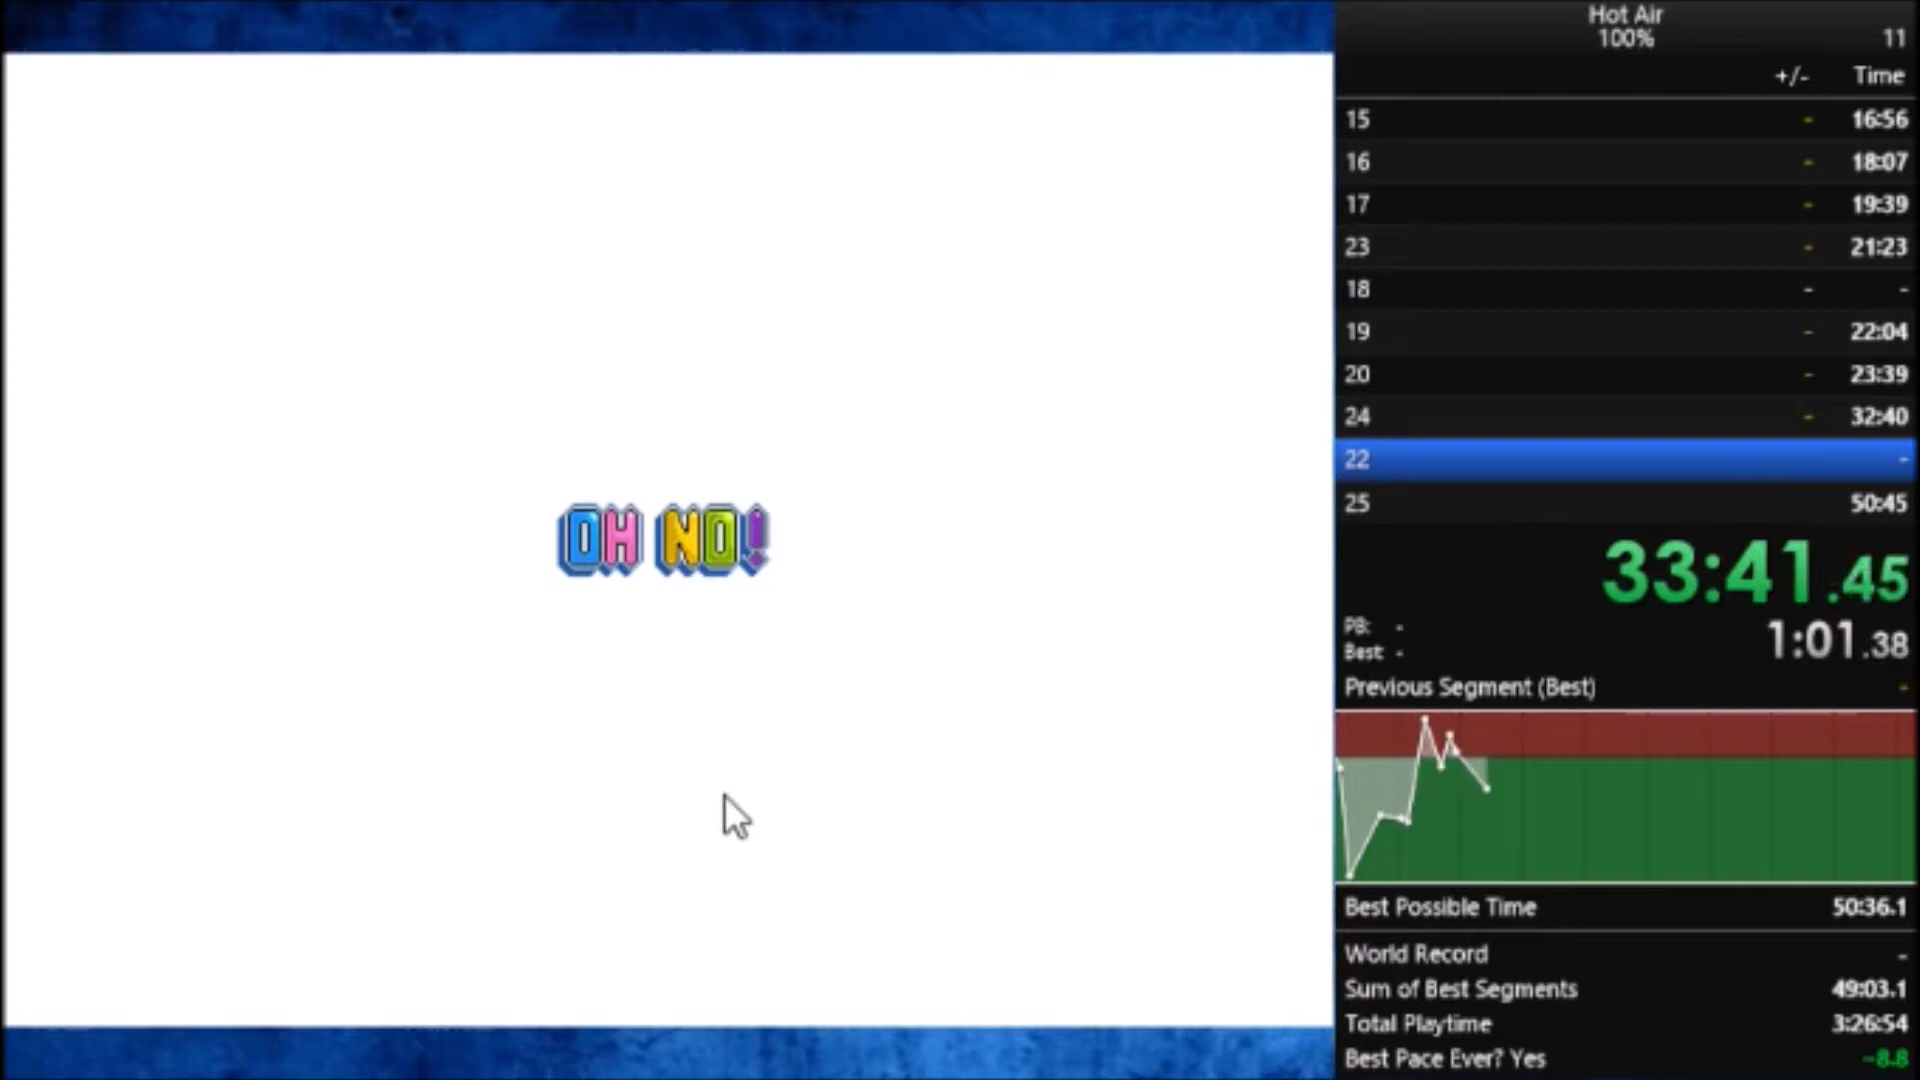 OH NO!
Hot Air
100% 11
+/- Time
15 - 16:56
16 - 18:07
17 - 19:39
23 - 21:23
18 - -
19 - 22:04
20 - 23:39
24 - 32:40
22 -
25 50:45
33:41.45
PB: -
1:01.38
Best: -
Previous Segment (Best) -
Best Possible Time 50:36.1
World Record -
Sum of Best Segments 49:03.1
Total Playtime 3:26:54
Best Pace Ever? Yes -8.8